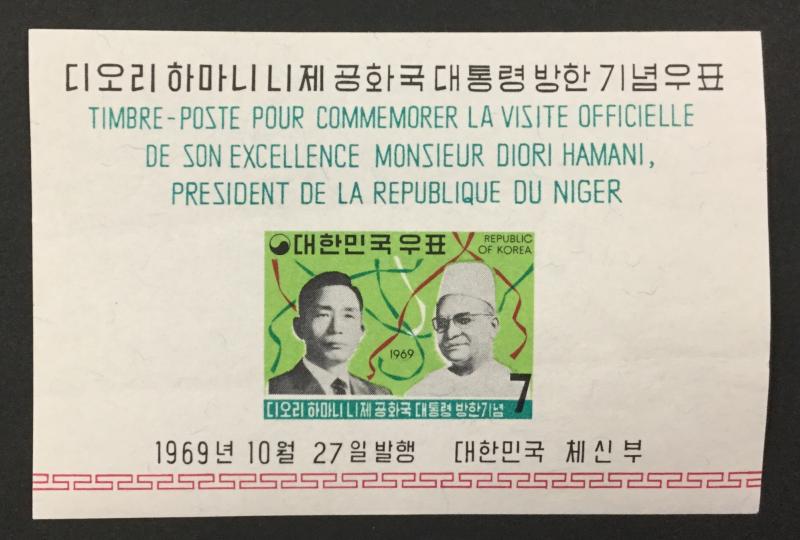 디오리 하마니 니제 공화국 대통령 방한 기념우표
TIMBRE-POSTE POUR COMMEMORER LA VISITE OFFICIELLE
DE SON EXCELLENCE MONSIEUR DIORI HAMANI,
PRESIDENT DE LA REPUBLIQUE DU NIGER
대한민국우표
REPUBLIC
OF KOREA
1969
7
디오리 하마니 니제 공화국 대통령 방한기념
1969년 10월 27일 발행 대한민국 체신부